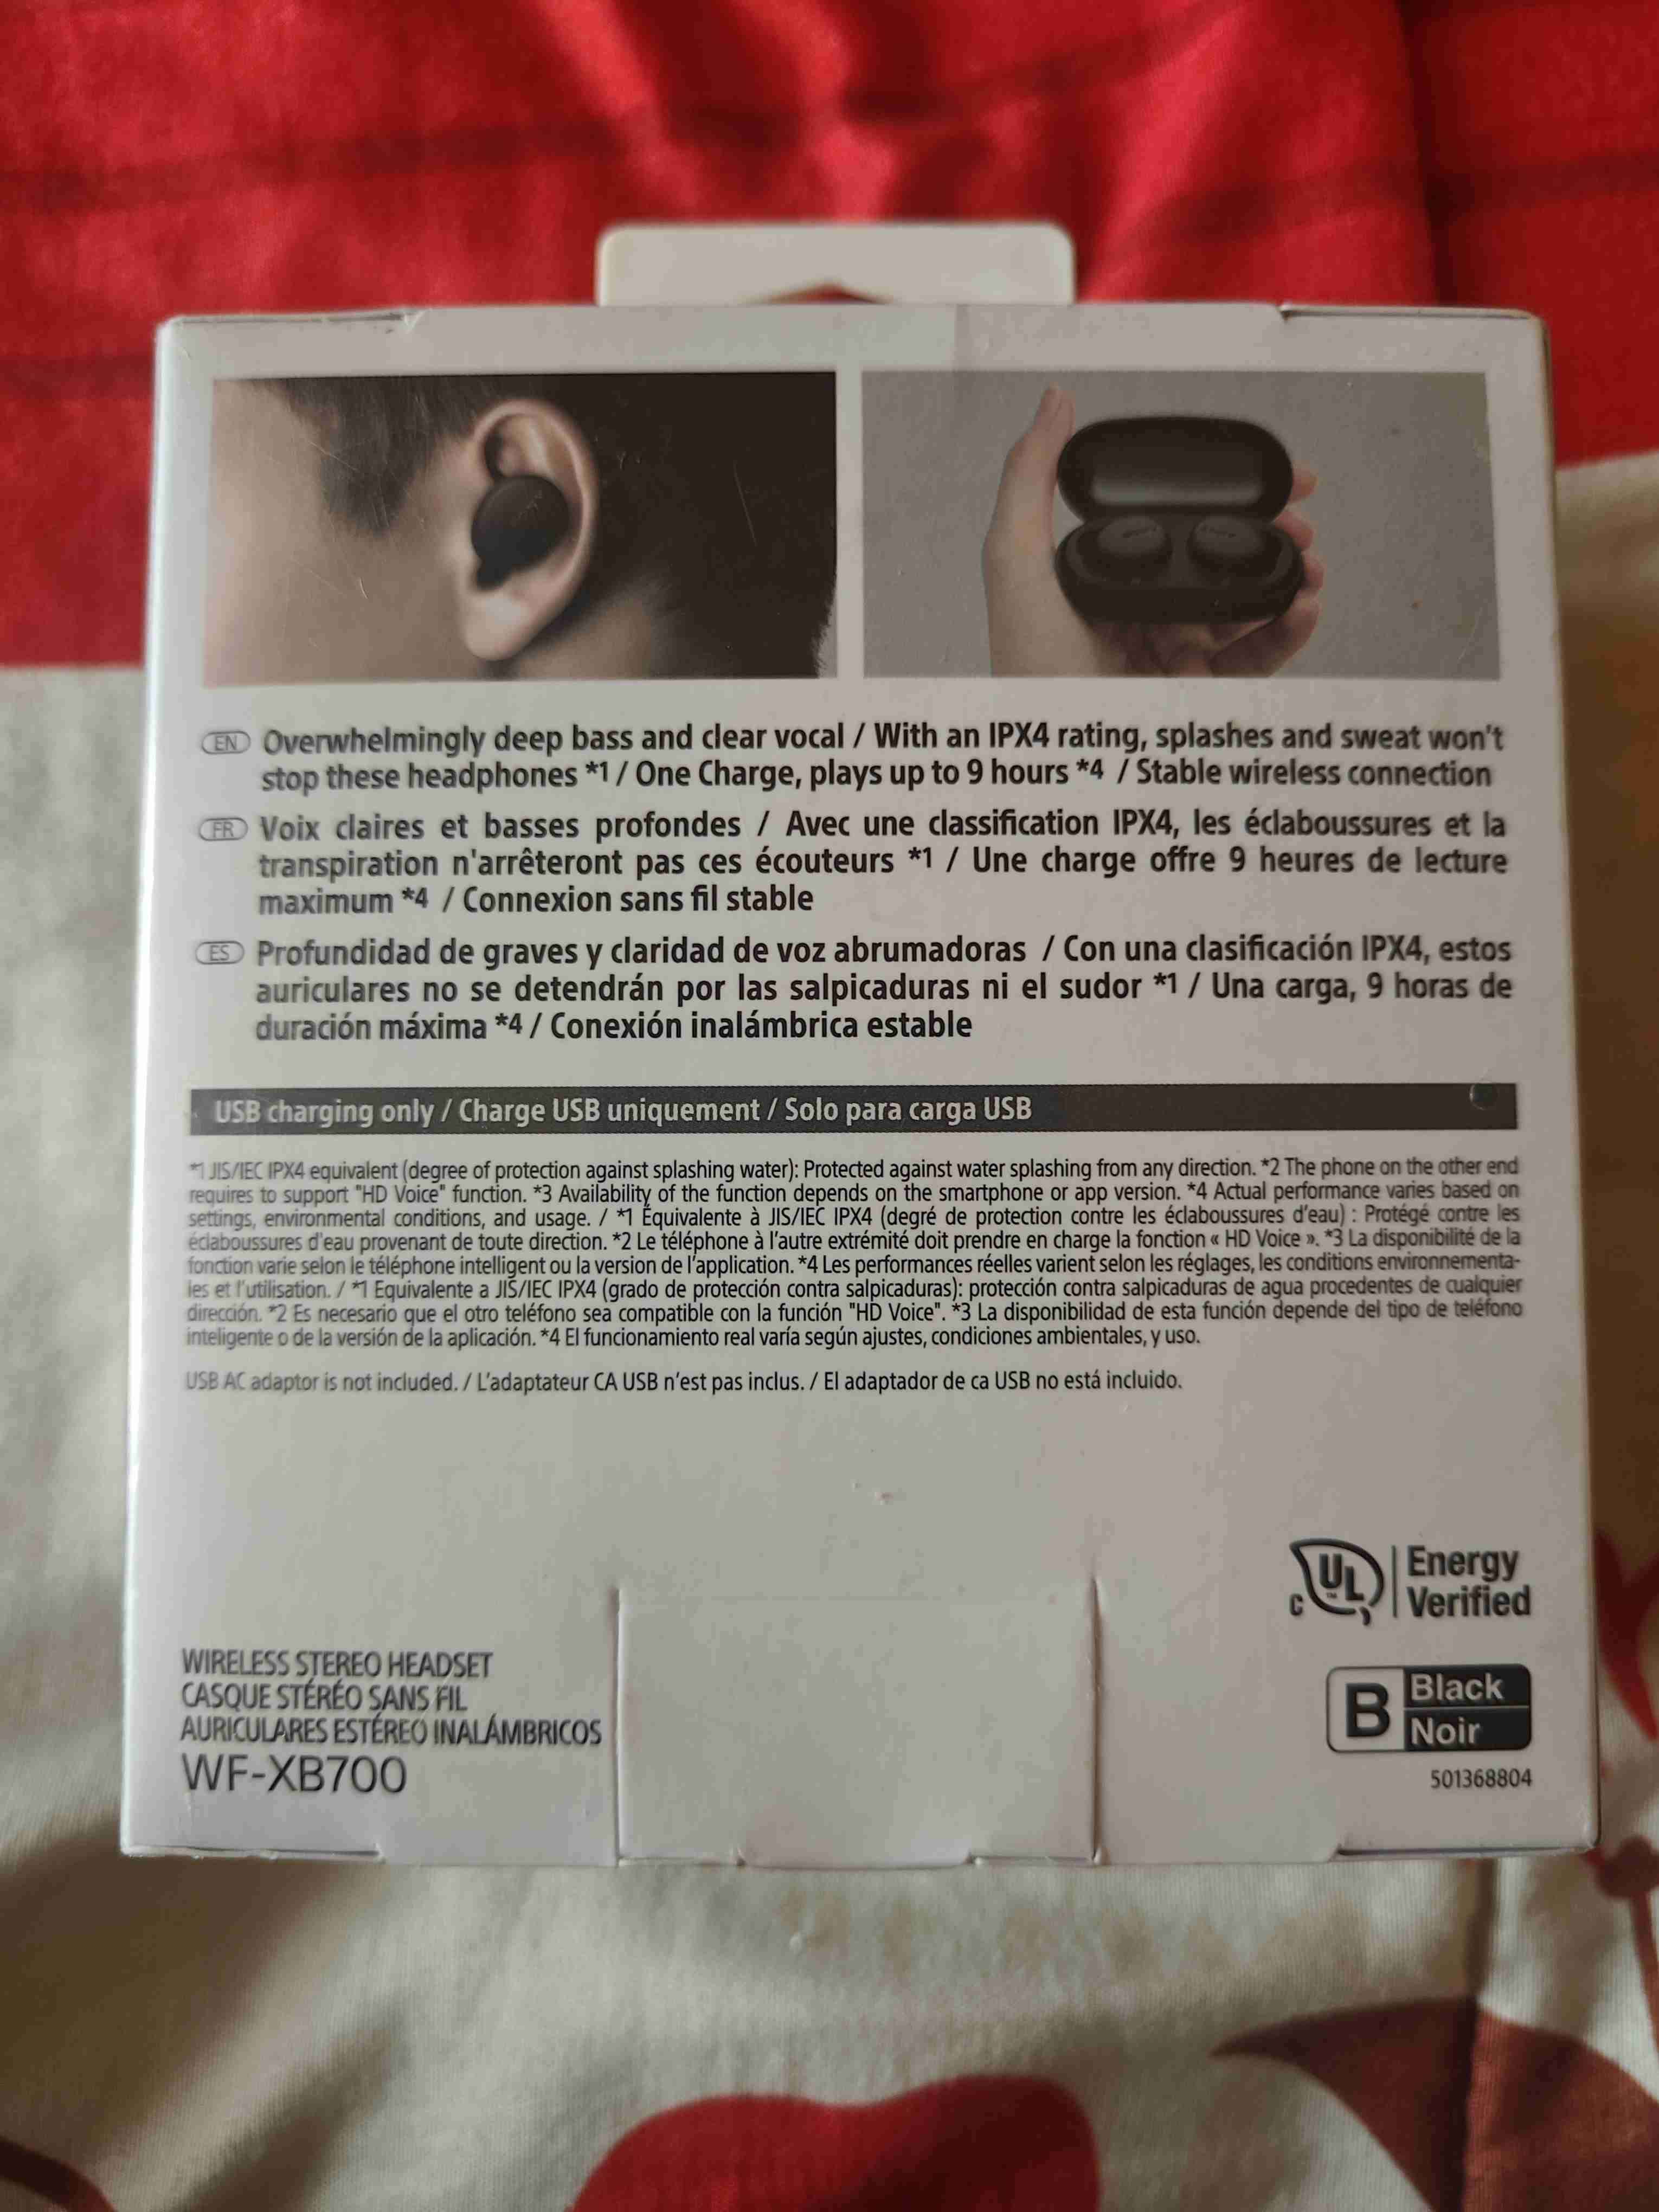 EN Overwhelmingly deep bass and clear vocal / With an IPX4 rating, splashes and sweat won't
stop these headphones *1 / One Charge, plays up to 9 hours *4 / Stable wireless connection
FR Voix claires et basses profondes / Avec une classification IPX4, les éclaboussures et la
transpiration n'arrêteront pas ces écouteurs *1 / Une charge offre 9 heures de lecture
maximum *4 / Connexion sans fil stable
ES Profundidad de graves y claridad de voz abrumadoras / Con una clasificación IPX4, estos
auriculares no se detendrán por las salpicaduras ni el sudor *1 / Una carga, 9 horas de
duración máxima *4 / Conexión inalámbrica estable
USB charging only / Charge USB uniquement / Solo para carga USB
*1 JIS/IEC IPX4 equivalent (degree of protection against splashing water): Protected against water splashing from any direction. *2 The phone on the other end
requires to support "HD Voice" function. *3 Availability of the function depends on the smartphone or app version. *4 Actual performance varies based on
settings, environmental conditions, and usage. / *1 Équivalente à JIS/IEC IPX4 (degré de protection contre les éclaboussures d'eau) : Protégé contre les
éclaboussures d'eau provenant de toute direction. *2 Le téléphone à l'autre extrémité doit prendre en charge la fonction « HD Voice ». *3 La disponibilité de la
fonction varie selon le téléphone intelligent ou la version de l'application. *4 Les performances réelles varient selon les réglages, les conditions environnementa-
les et l'utilisation. / *1 Equivalente a JIS/IEC IPX4 (grado de protección contra salpicaduras): protección contra salpicaduras de agua procedentes de cualquier
dirección. *2 Es necesario que el otro teléfono sea compatible con la función "HD Voice". *3 La disponibilidad de esta función depende del tipo de teléfono
inteligente o de la versión de la aplicación. *4 El funcionamiento real varía según ajustes, condiciones ambientales, y uso.
USB AC adaptor is not included. / L'adaptateur CA USB n'est pas inclus. / El adaptador de ca USB no está incluido.
c UL ™ Energy
Verified
WIRELESS STEREO HEADSET
CASQUE STÉRÉO SANS FIL
AURICULARES ESTÉREO INALÁMBRICOS
WF-XB700
B Black
Noir
501368804